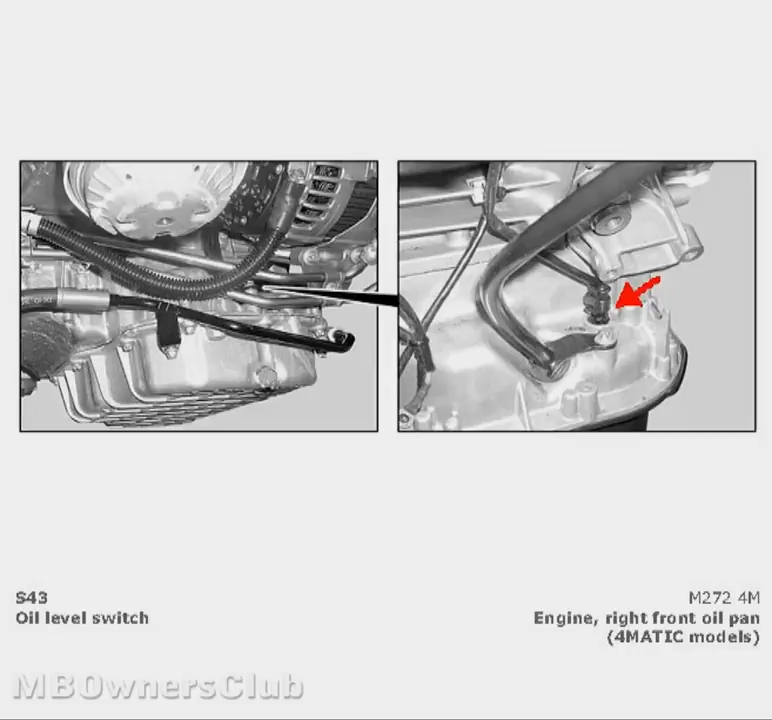 S43
Oil level switch
M272 4M
Engine, right front oil pan
(4MATIC models)
MBOwnersClub